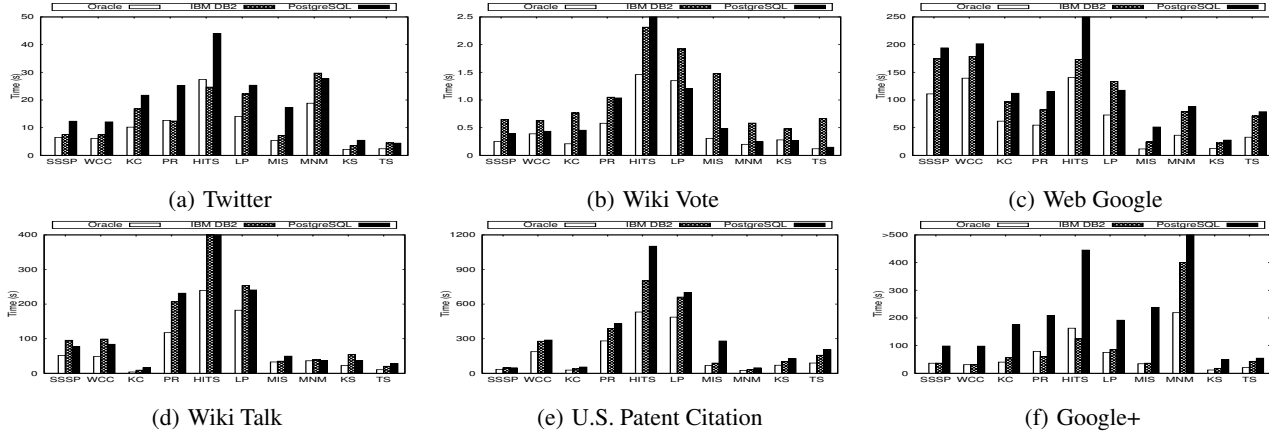 Oracle IBM DB2 PostgreSQL
Time (s)
50
40
30
20
10
0
SSSP WCC KC PR HITS LP MIS MNM KS TS
(a) Twitter
Oracle IBM DB2 PostgreSQL
Time (s)
2.5
2.0
1.5
1.0
0.5
0
SSSP WCC KC PR HITS LP MIS MNM KS TS
(b) Wiki Vote
Oracle IBM DB2 PostgreSQL
Time (s)
250
200
150
100
50
0
SSSP WCC KC PR HITS LP MIS MNM KS TS
(c) Web Google
Oracle IBM DB2 PostgreSQL
Time (s)
400
300
200
100
0
SSSP WCC KC PR HITS LP MIS MNM KS TS
(d) Wiki Talk
Oracle IBM DB2 PostgreSQL
Time (s)
1200
900
600
300
0
SSSP WCC KC PR HITS LP MIS MNM KS TS
(e) U.S. Patent Citation
Oracle IBM DB2 PostgreSQL
Time (s)
>500
400
300
200
100
0
SSSP WCC KC PR HITS LP MIS MNM KS TS
(f) Google+